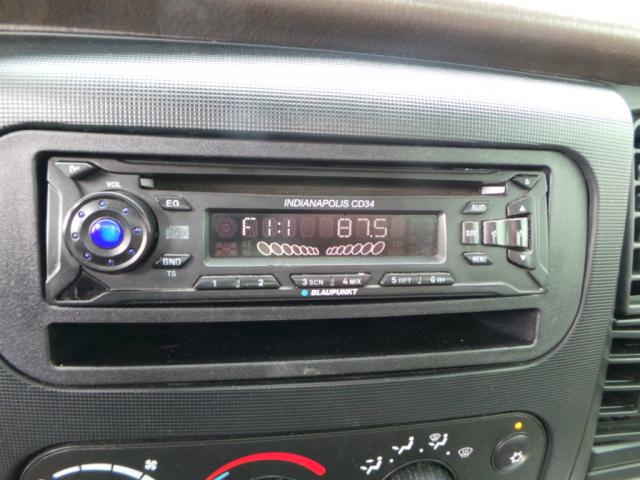 VOL
EQ
INDIANAPOLIS CD34
AUD
F1:1 87.5
BND
TS
MENU
1 2
3 SCN 4 MIX
5 RPT 6
BLAUPUNKT